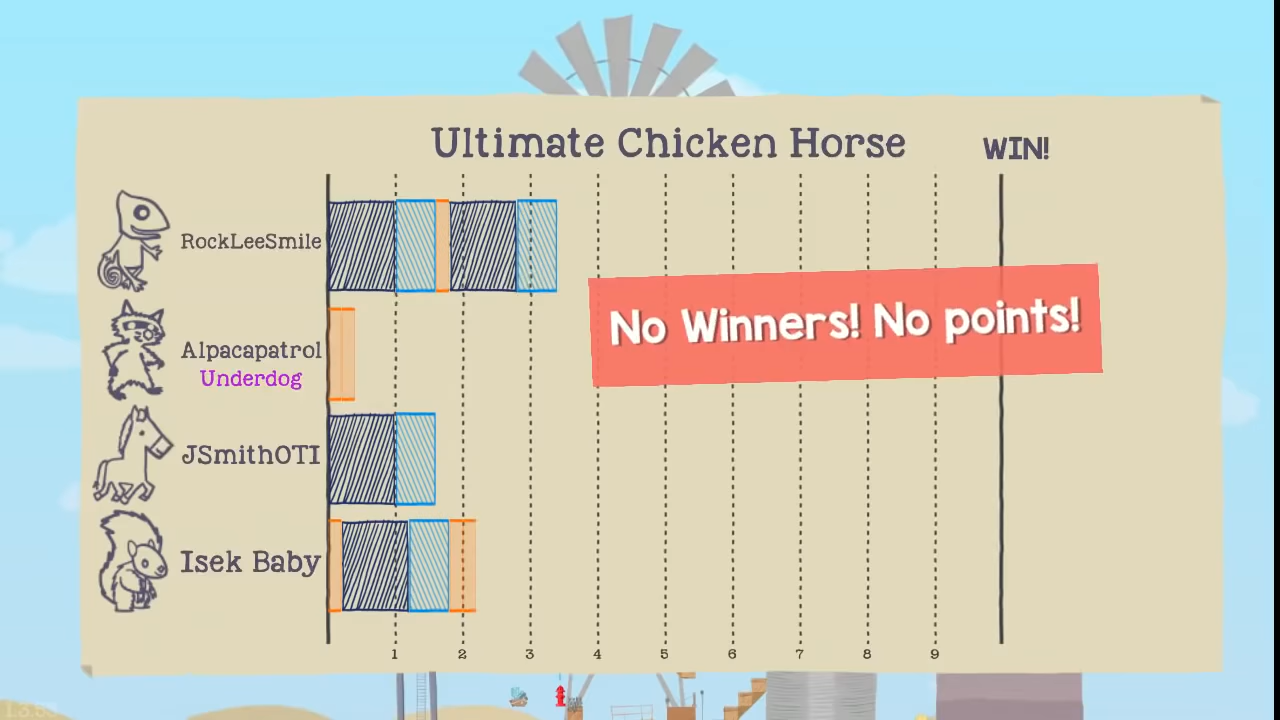 Ultimate Chicken Horse
WIN!
RockLeeSmile
No Winners! No points!
Alpacapatrol
Underdog
JSmithOTI
Isek Baby
1 2 3 4 5 6 7 8 9